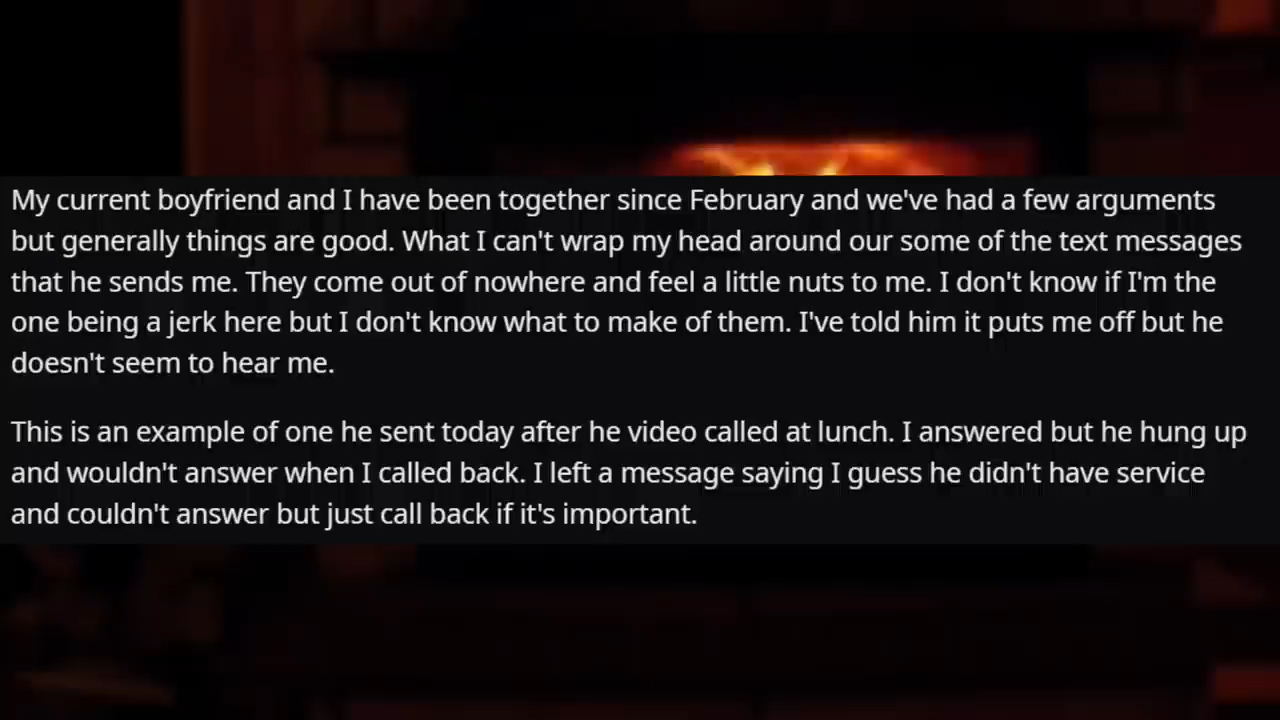 My current boyfriend and I have been together since February and we've had a few arguments
but generally things are good. What I can't wrap my head around our some of the text messages
that he sends me. They come out of nowhere and feel a little nuts to me. I don't know if I'm the
one being a jerk here but I don't know what to make of them. I've told him it puts me off but he
doesn't seem to hear me.
This is an example of one he sent today after he video called at lunch. I answered but he hung up
and wouldn't answer when I called back. I left a message saying I guess he didn't have service
and couldn't answer but just call back if it's important.